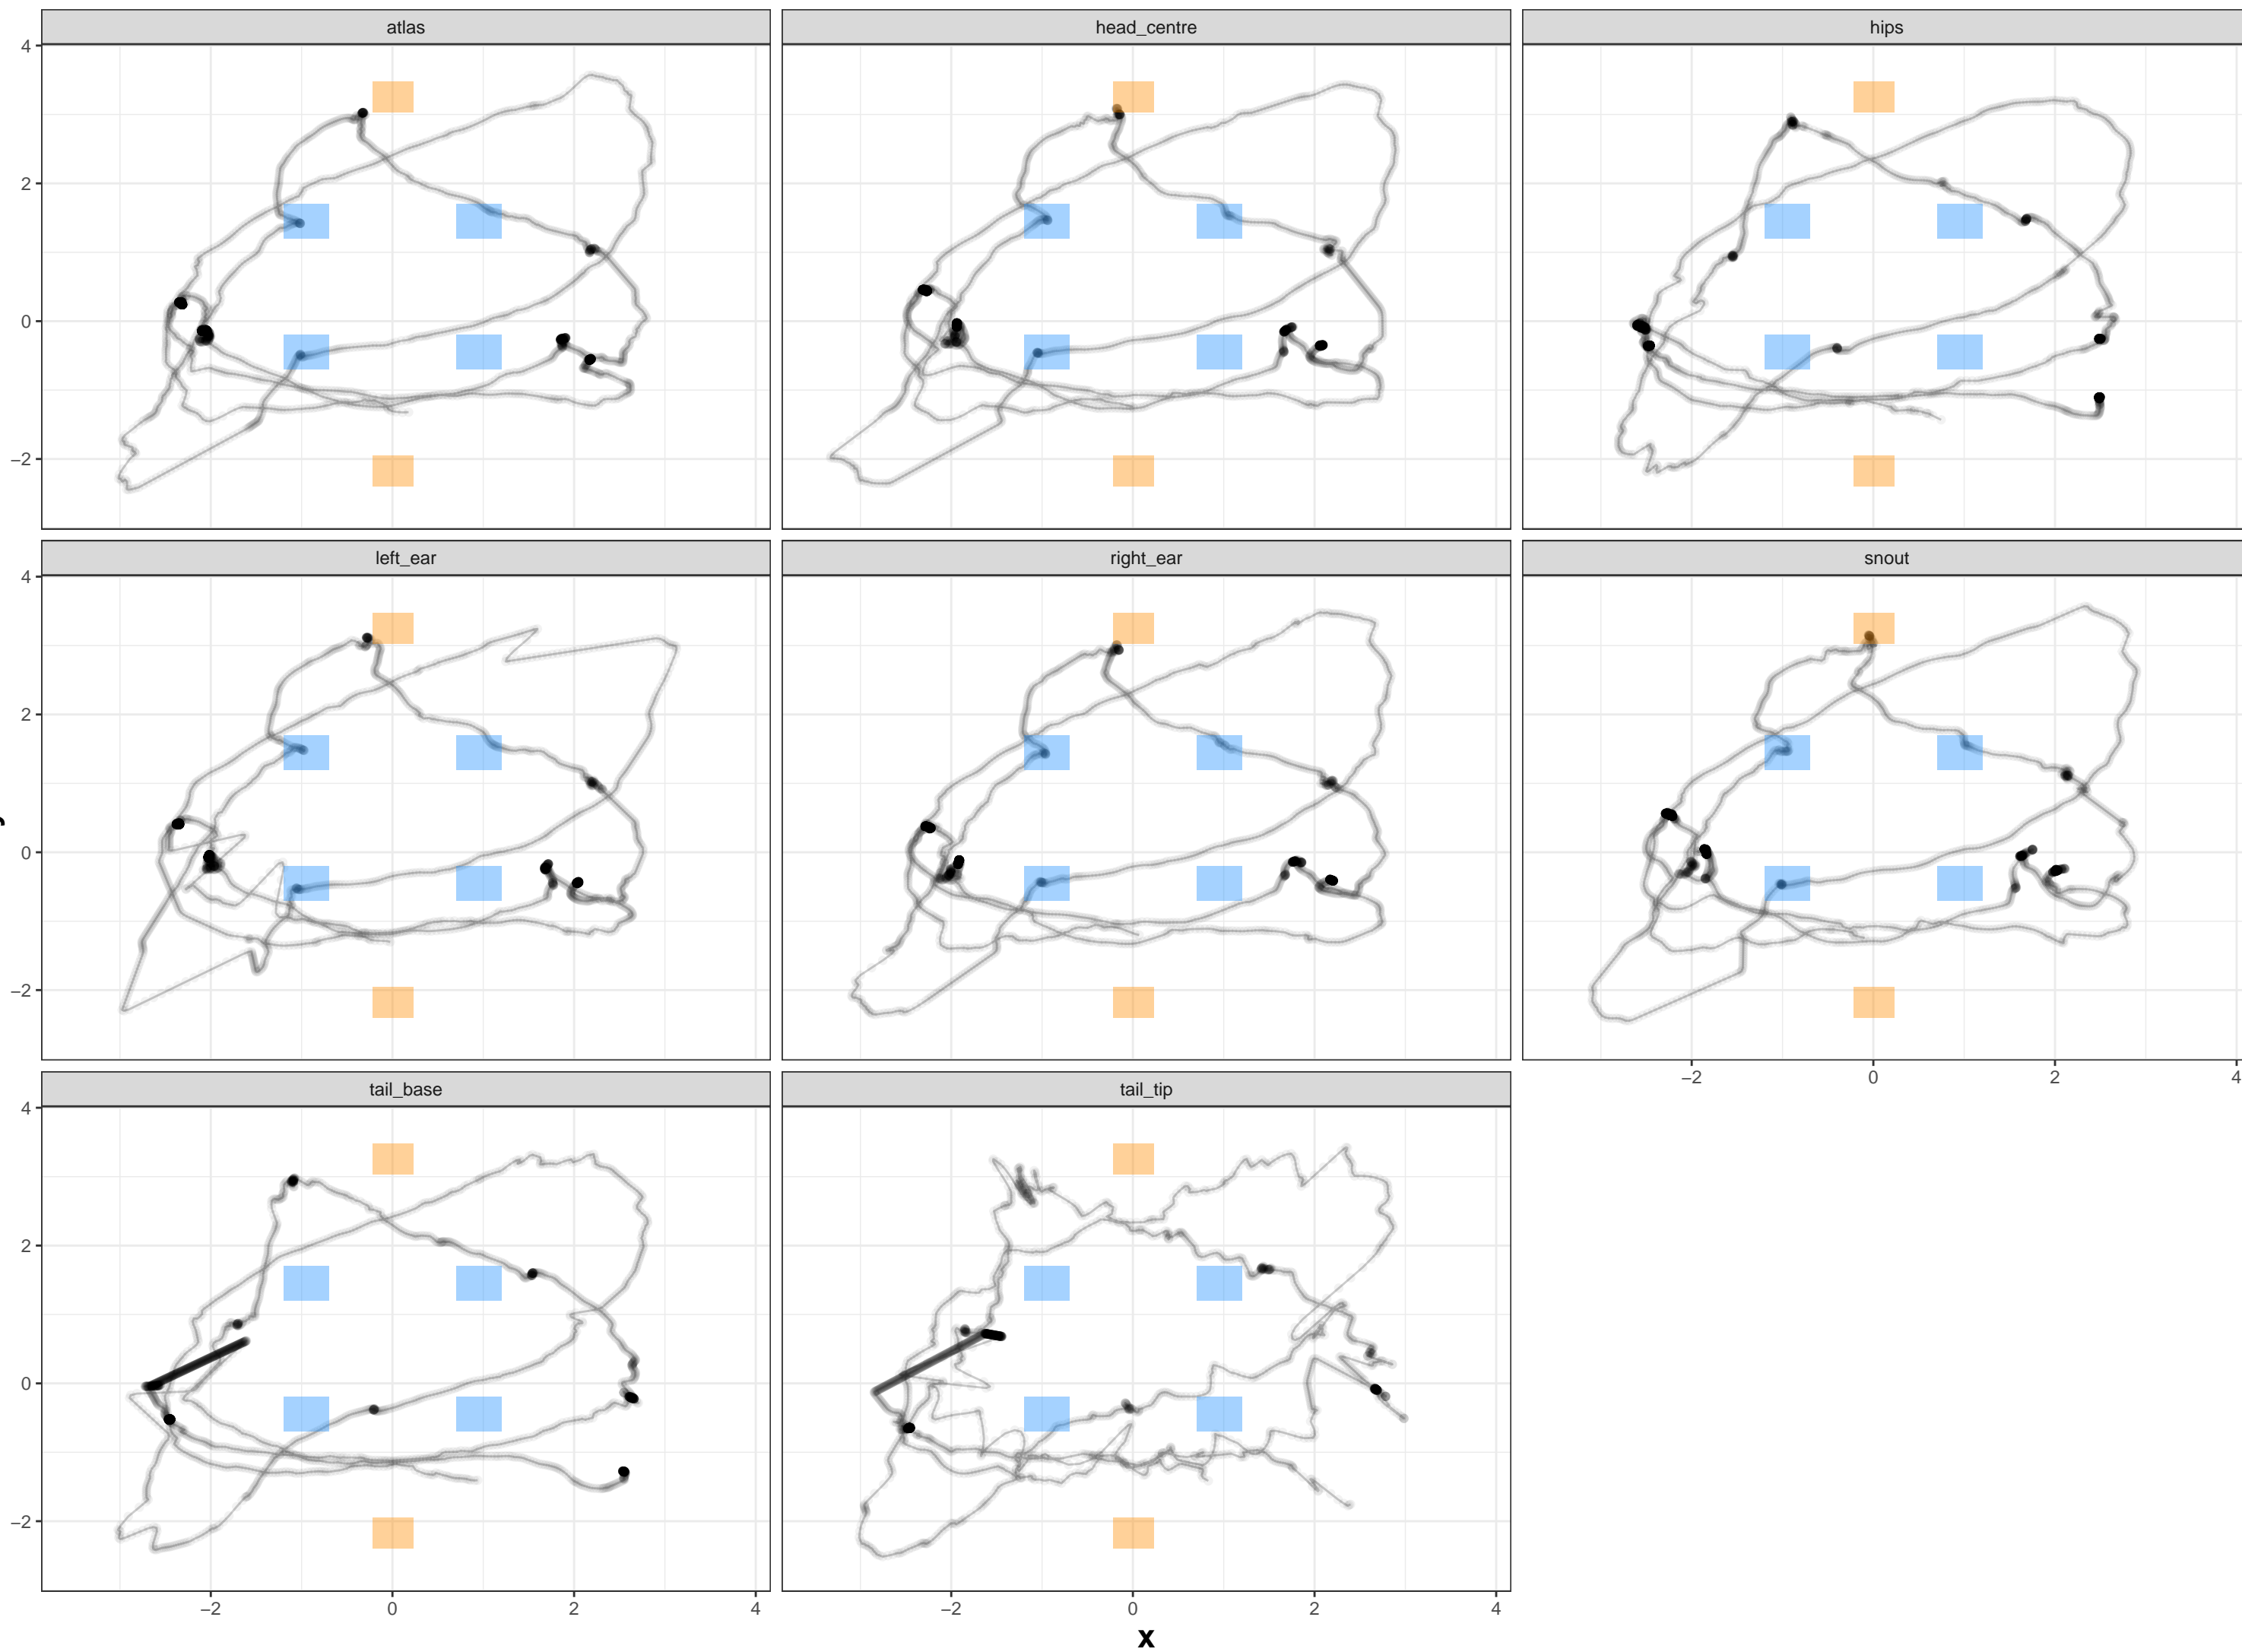 atlas head_centre hips
4
2
0
−2
left_ear right_ear snout
4
2
0
−2
−2 0 2 4
tail_base tail_tip
4
2
0
−2
−2 0 2 4 −2 0 2 4
x